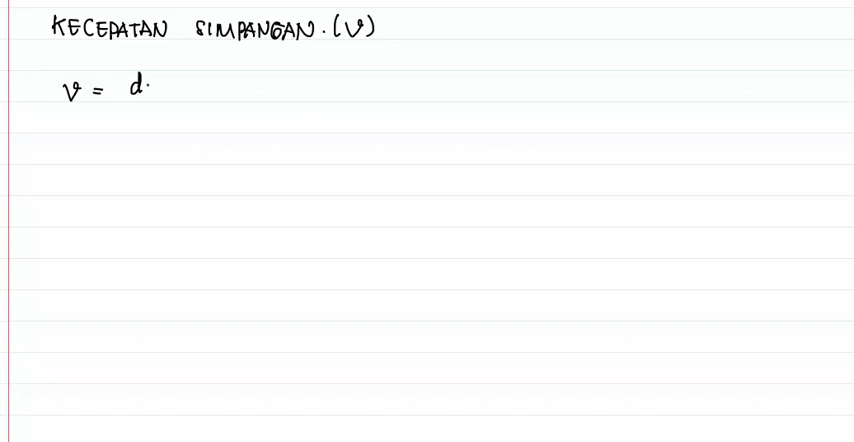 KECEPATAN SIMPANGAN. (V)
V = d.